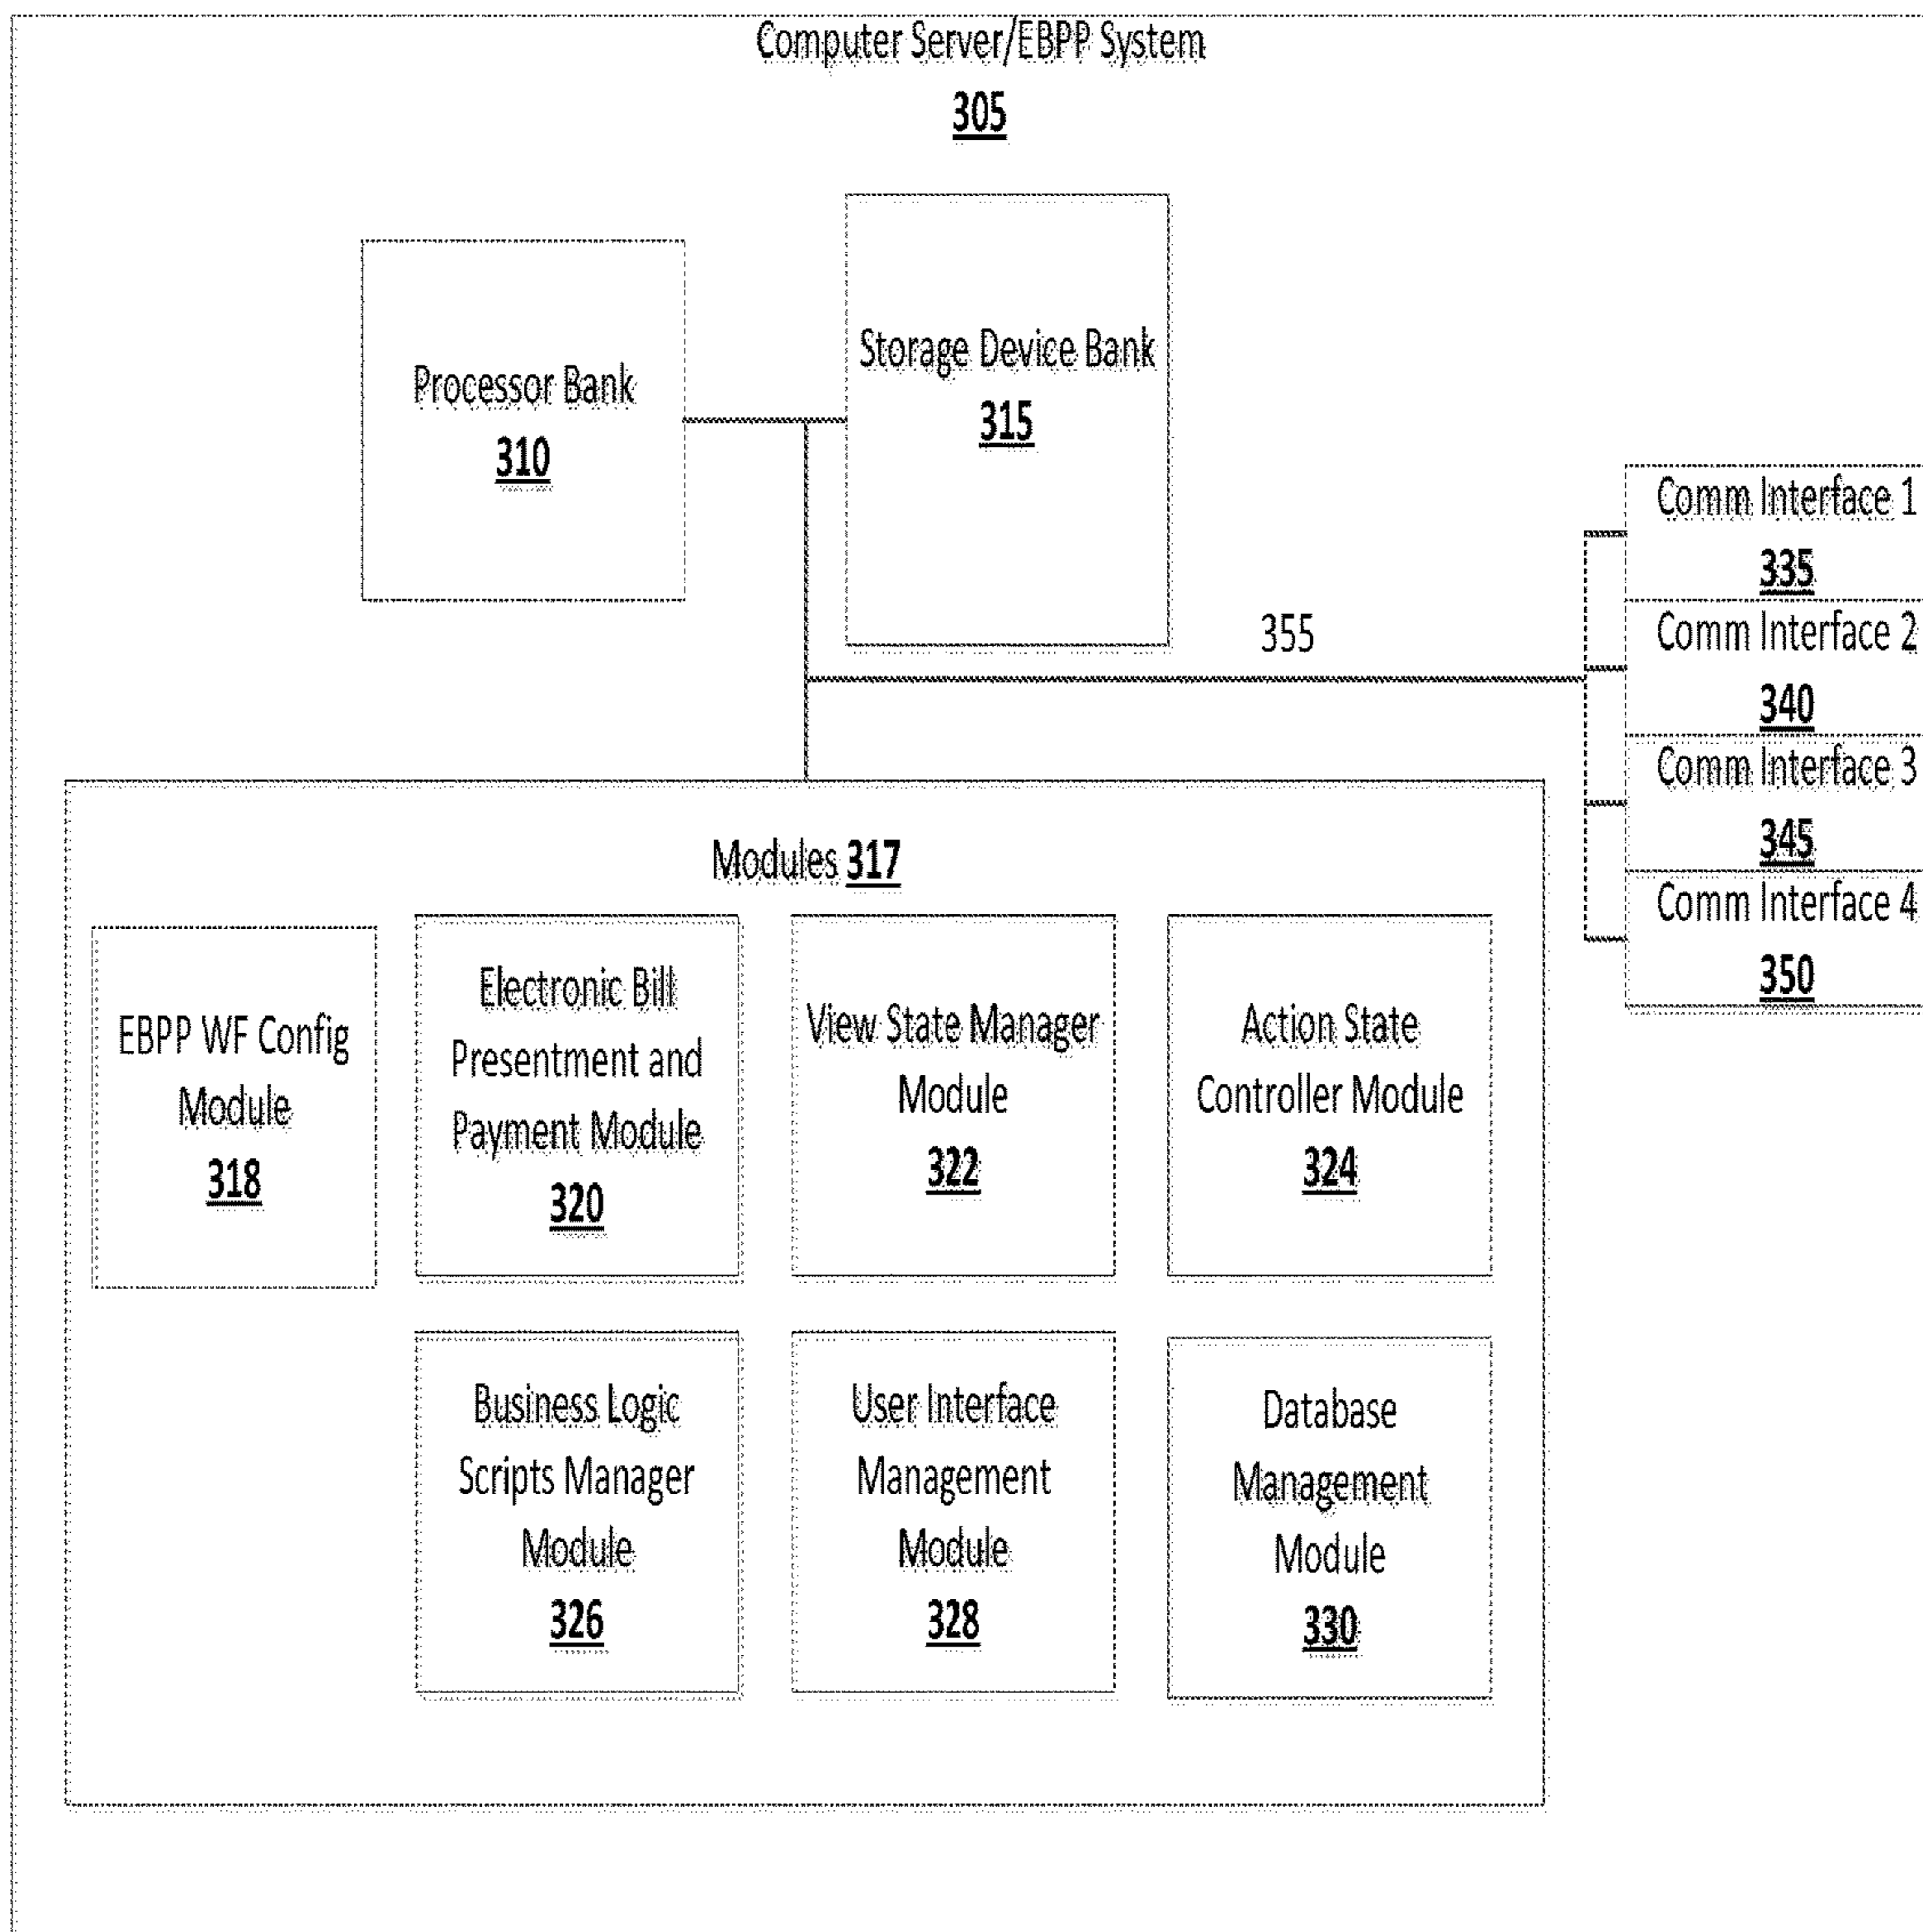 Computer Server/EBPP System
305
Processor Bank
310
Storage Device Bank
315
355
Comm Interface 1
335
Comm Interface 2
340
Comm Interface 3
345
Comm Interface 4
350
Modules 317
EBPP WF Config
Module
318
Electronic Bill
Presentment and
Payment Module
320
View State Manager
Module
322
Action State
Controller Module
324
Business Logic
Scripts Manager
Module
326
User Interface
Management
Module
328
Database
Management
Module
330